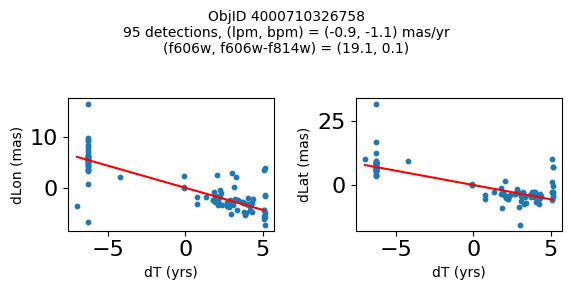 ObjID 4000710326758
95 detections, (lpm, bpm) = (-0.9, -1.1) mas/yr
(f606w, f606w-f814w) = (19.1, 0.1)
dLon (mas)
10
0
−5
0
5
dT (yrs)
dLat (mas)
25
0
−5
0
5
dT (yrs)